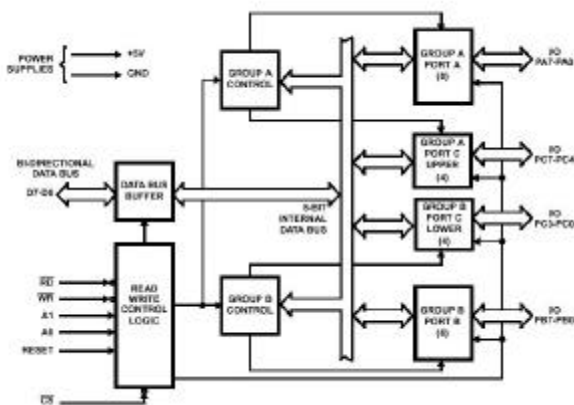 POWER
SUPPLIES
+5V
GND
GROUP A
CONTROL
GROUP A
PORT A
(8)
I/O
PA7-PA0
GROUP A
PORT C
UPPER
(4)
I/O
PC7-PC4
BI-DIRECTIONAL
DATA BUS
D7-D0
DATA BUS
BUFFER
8-BIT
INTERNAL
DATA BUS
GROUP B
PORT C
LOWER
(4)
I/O
PC3-PC0
RD
WR
A1
A0
RESET
CS
READ
WRITE
CONTROL
LOGIC
GROUP B
CONTROL
GROUP B
PORT B
(8)
I/O
PB7-PB0